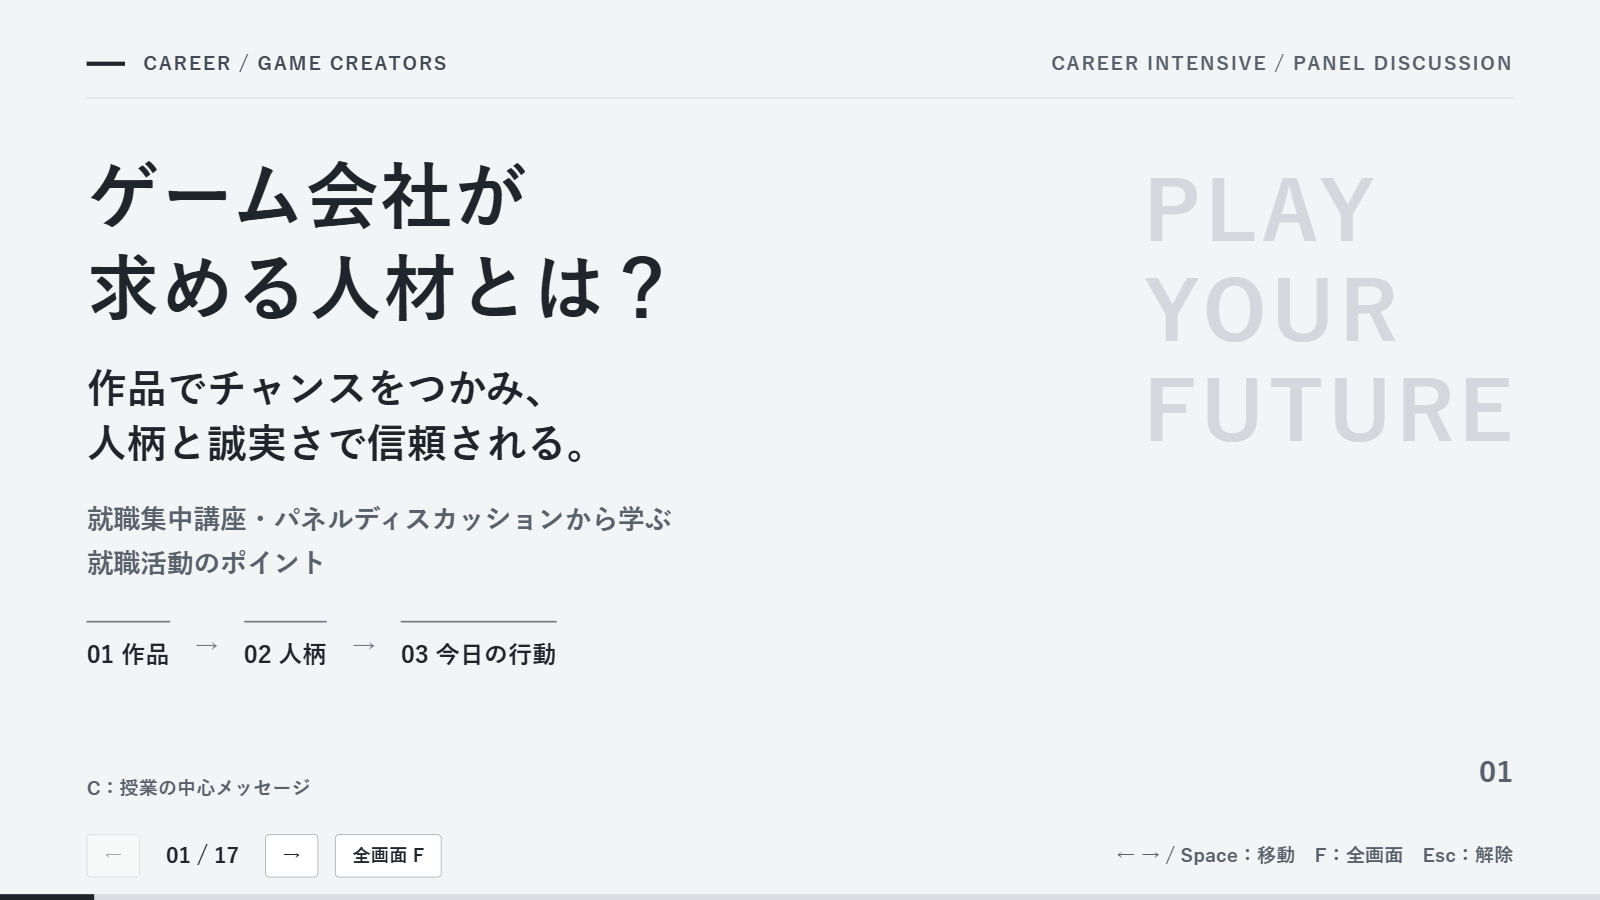 CAREER / GAME CREATORS
CAREER INTENSIVE / PANEL DISCUSSION
ゲーム会社が
求める人材とは？
作品でチャンスをつかみ、
人柄と誠実さで信頼される。
就職集中講座・パネルディスカッションから学ぶ
就職活動のポイント
01 作品 → 02 人柄 → 03 今日の行動
PLAY
YOUR
FUTURE
C：授業の中心メッセージ
01
← 01 / 17 → 全画面 F
← → / Space：移動　F：全画面　Esc：解除